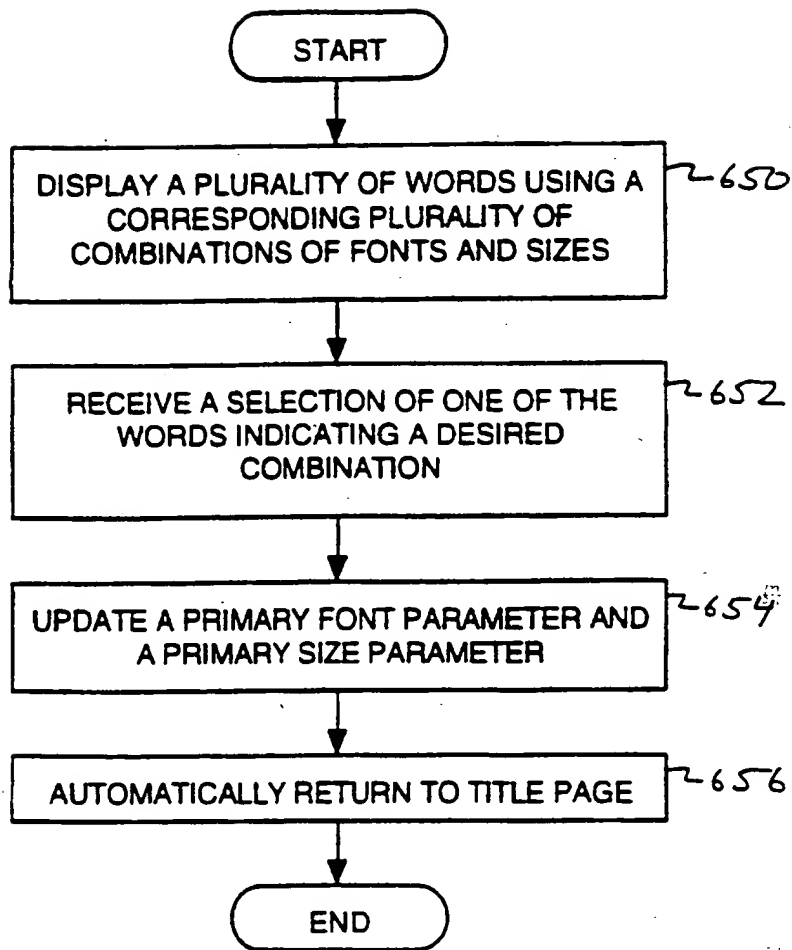 START
DISPLAY A PLURALITY OF WORDS USING A
CORRESPONDING PLURALITY OF
COMBINATIONS OF FONTS AND SIZES
650
RECEIVE A SELECTION OF ONE OF THE
WORDS INDICATING A DESIRED
COMBINATION
652
UPDATE A PRIMARY FONT PARAMETER AND
A PRIMARY SIZE PARAMETER
654
AUTOMATICALLY RETURN TO TITLE PAGE
656
END